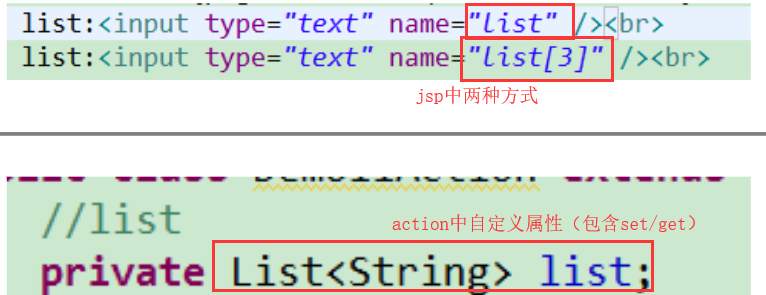 list:<input type="text" name="list" /><br>
list:<input type="text" name="list[3]" /><br>
jsp中两种方式
//list
action中自定义属性（包含set/get）
private List<String> list;